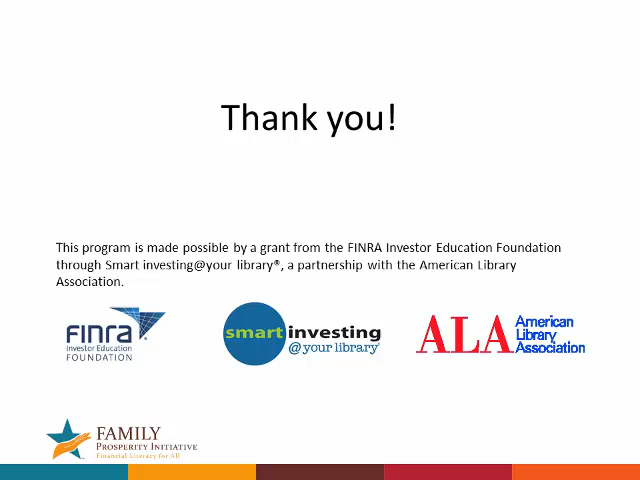 Thank you!
This program is made possible by a grant from the FINRA Investor Education Foundation
through Smart investing@your library®, a partnership with the American Library
Association.
finra
Investor Education
FOUNDATION
smart investing
@ your library
ALA American
Library
Association
FAMILY
PROSPERITY INITIATIVE
Financial Literacy for All